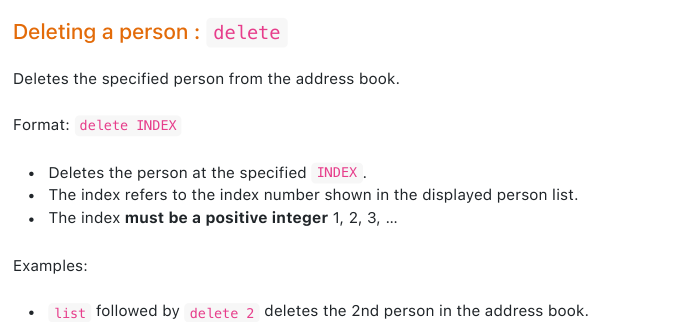 Deleting a person : delete
Deletes the specified person from the address book.
Format: delete INDEX
• Deletes the person at the specified INDEX.
• The index refers to the index number shown in the displayed person list.
• The index must be a positive integer 1, 2, 3, …
Examples:
• list followed by delete 2 deletes the 2nd person in the address book.